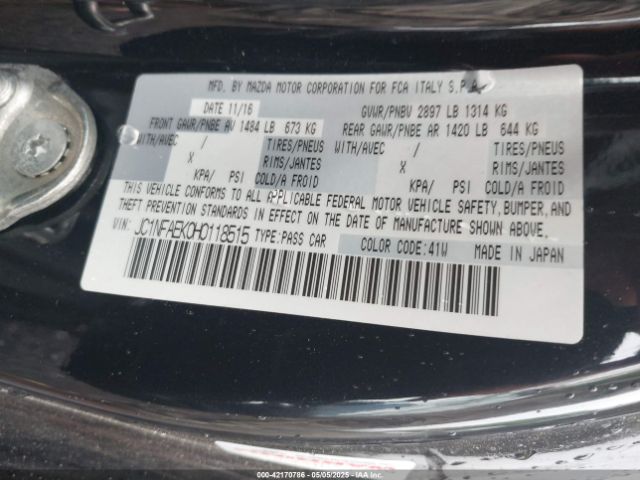 MFD. BY MAZDA MOTOR CORPORATION FOR FCA ITALY S.P.A.
DATE 11/16 GVWR/PNBV 2897 LB 1314 KG
FRONT GAWR/PNBE AV 1484 LB 673 KG REAR GAWR/PNBE AR 1420 LB 644 KG
WITH/AVEC / TIRES/PNEUS WITH/AVEC / TIRES/PNEUS
X RIMS/JANTES X RIMS/JANTES
KPA/ PSI COLD/A FROID KPA/ PSI COLD/A FROID
THIS VEHICLE CONFORMS TO ALL APPLICABLE FEDERAL MOTOR VEHICLE SAFETY, BUMPER, AND
THEFT PREVENTION STANDARDS IN EFFECT ON THE DATE OF MANUFACTURE SHOWN ABOVE.
VIN: JC1NFAEK0H0118515 TYPE:PASS CAR COLOR CODE:41W MADE IN JAPAN
000-42170786 - 05/05/2025 - IAAI.COM